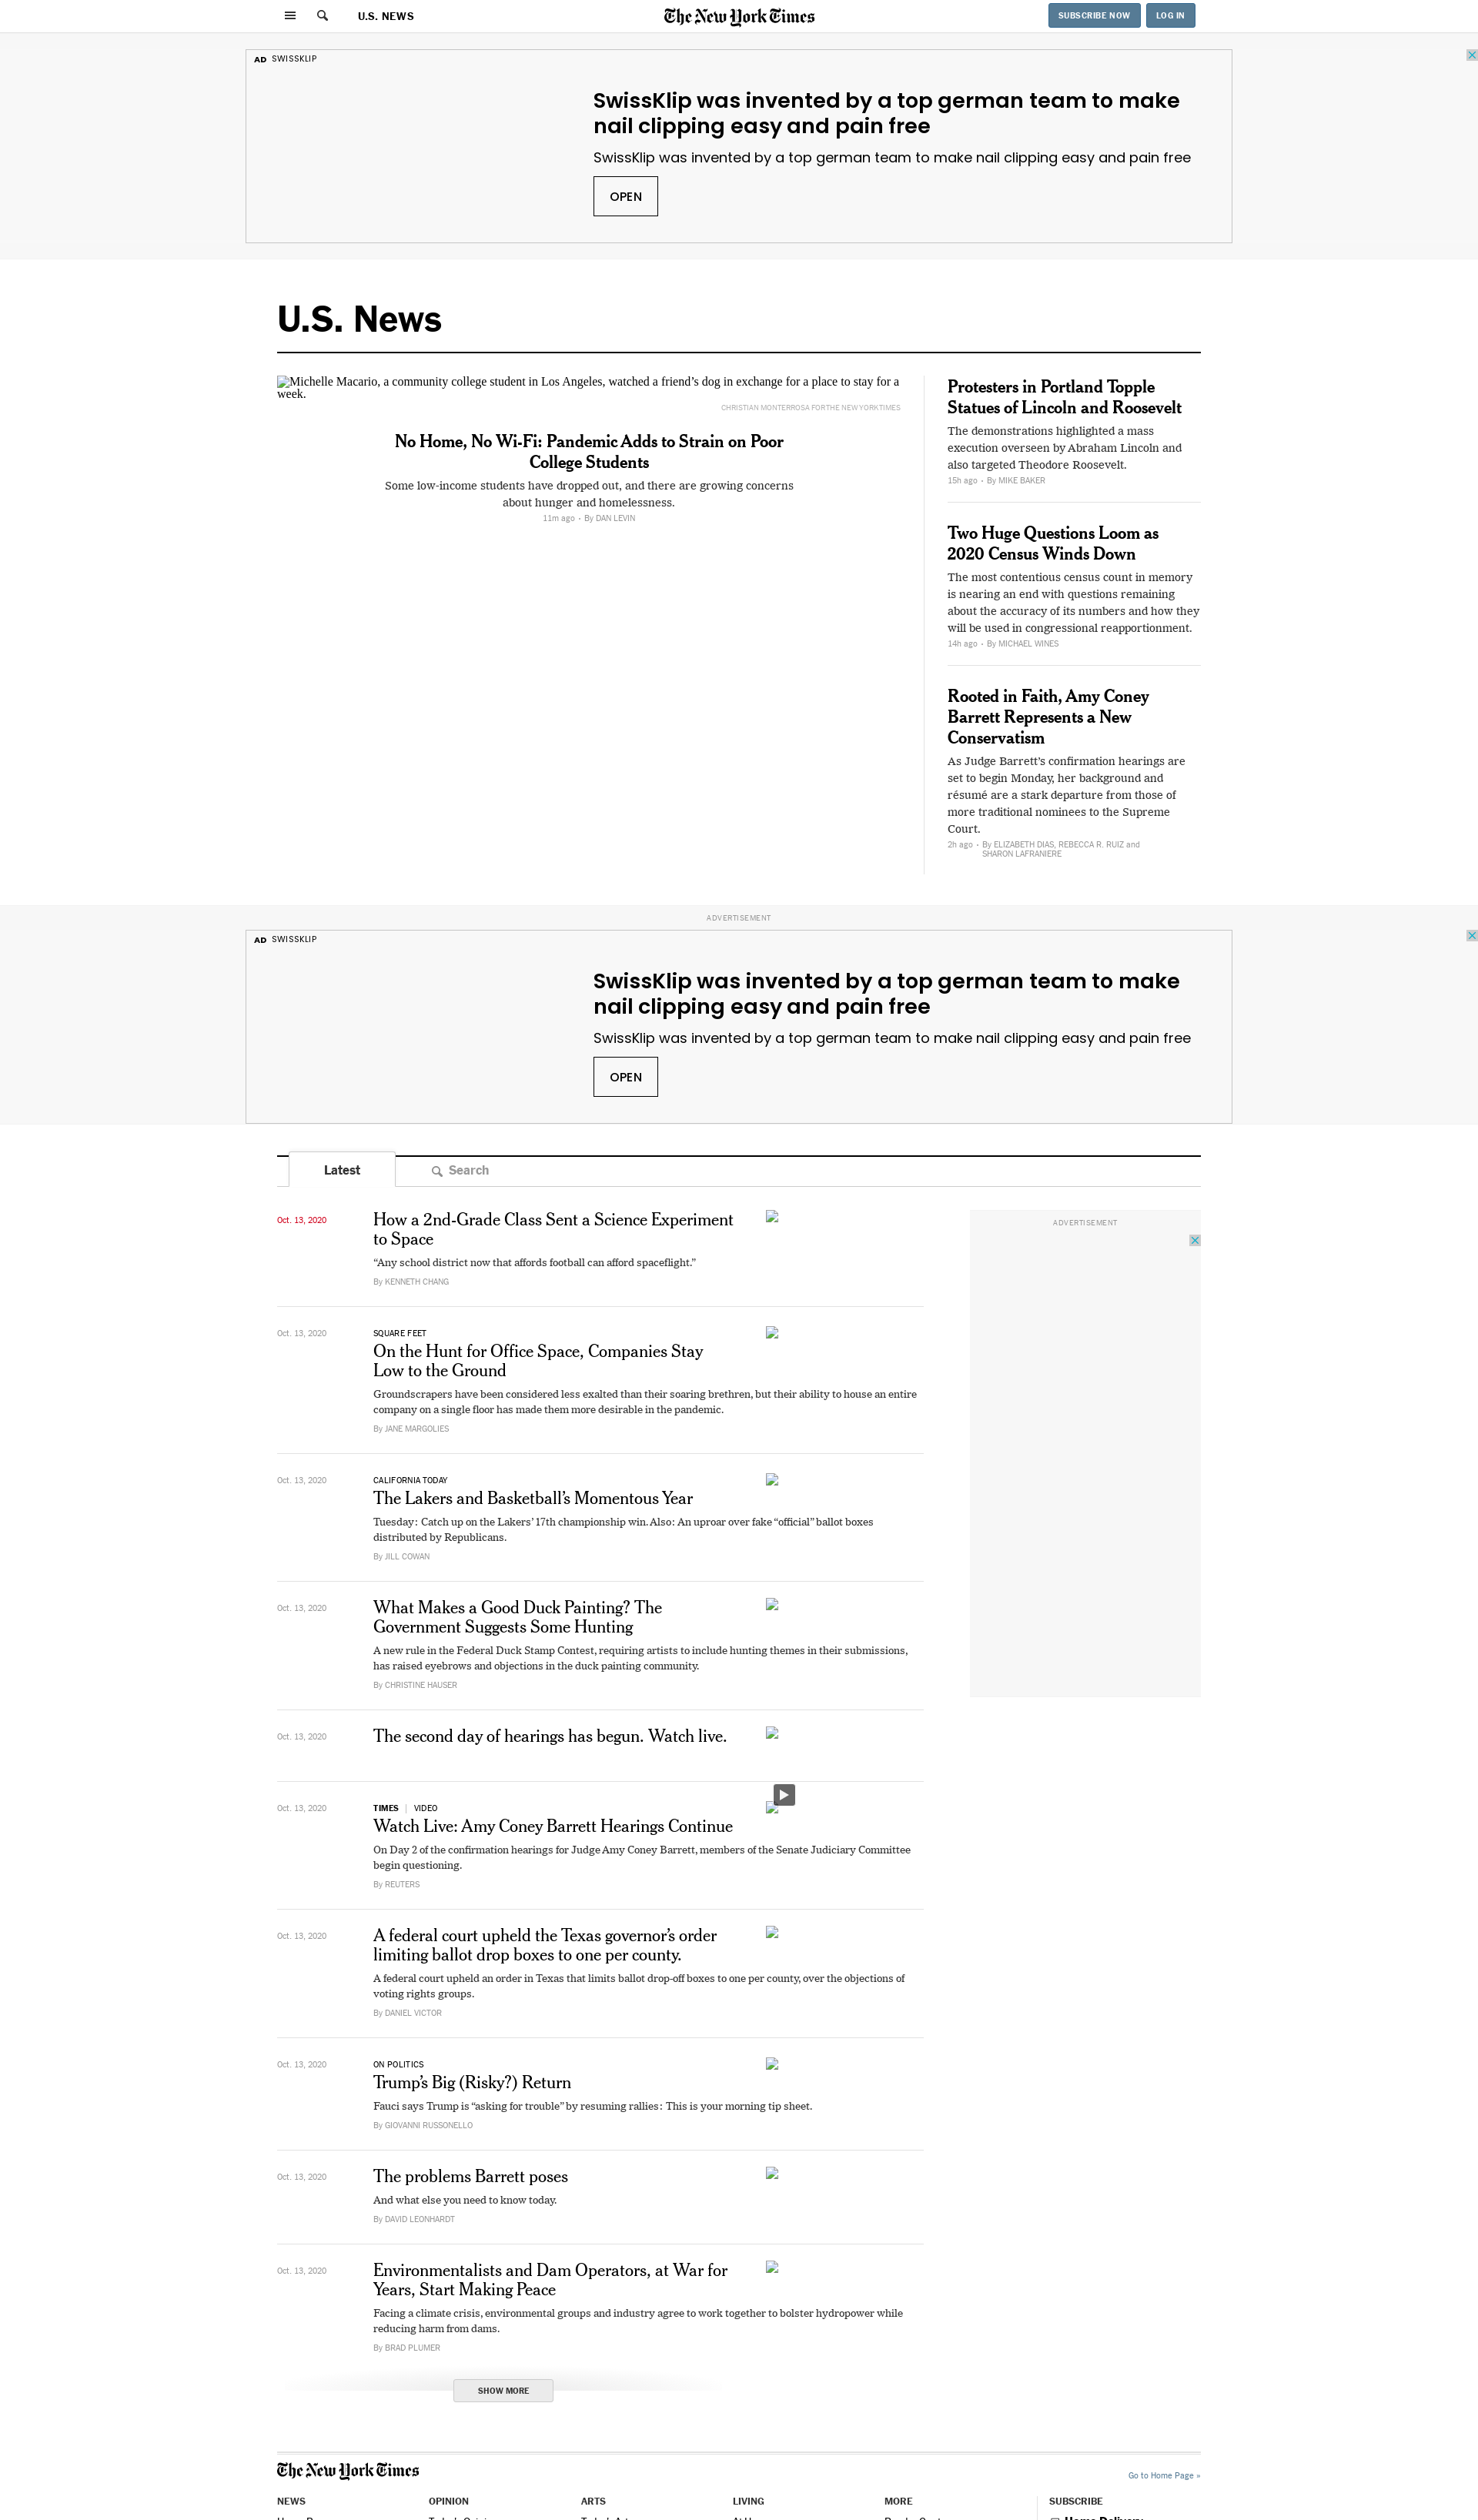 U.S. NEWS
The New York Times
SUBSCRIBE NOW
LOG IN
AD SWISSKLIP
SwissKlip was invented by a top german team to make
nail clipping easy and pain free
SwissKlip was invented by a top german team to make nail clipping easy and pain free
OPEN
U.S. News
Michelle Macario, a community college student in Los Angeles, watched a friend’s dog in exchange for a place to stay for a
week.
CHRISTIAN MONTERROSA FOR THE NEW YORK TIMES
No Home, No Wi-Fi: Pandemic Adds to Strain on Poor
College Students
Some low-income students have dropped out, and there are growing concerns
about hunger and homelessness.
11m ago • By DAN LEVIN
Protesters in Portland Topple
Statues of Lincoln and Roosevelt
The demonstrations highlighted a mass
execution overseen by Abraham Lincoln and
also targeted Theodore Roosevelt.
15h ago • By MIKE BAKER
Two Huge Questions Loom as
2020 Census Winds Down
The most contentious census count in memory
is nearing an end with questions remaining
about the accuracy of its numbers and how they
will be used in congressional reapportionment.
14h ago • By MICHAEL WINES
Rooted in Faith, Amy Coney
Barrett Represents a New
Conservatism
As Judge Barrett’s confirmation hearings are
set to begin Monday, her background and
résumé are a stark departure from those of
more traditional nominees to the Supreme
Court.
2h ago • By ELIZABETH DIAS, REBECCA R. RUIZ and
SHARON LAFRANIERE
ADVERTISEMENT
AD SWISSKLIP
SwissKlip was invented by a top german team to make
nail clipping easy and pain free
SwissKlip was invented by a top german team to make nail clipping easy and pain free
OPEN
Latest
Search
ADVERTISEMENT
Oct. 13, 2020
How a 2nd-Grade Class Sent a Science Experiment
to Space
“Any school district now that affords football can afford spaceflight.”
By KENNETH CHANG
Oct. 13, 2020
SQUARE FEET
On the Hunt for Office Space, Companies Stay
Low to the Ground
Groundscrapers have been considered less exalted than their soaring brethren, but their ability to house an entire
company on a single floor has made them more desirable in the pandemic.
By JANE MARGOLIES
Oct. 13, 2020
CALIFORNIA TODAY
The Lakers and Basketball’s Momentous Year
Tuesday: Catch up on the Lakers’ 17th championship win. Also: An uproar over fake “official” ballot boxes
distributed by Republicans.
By JILL COWAN
Oct. 13, 2020
What Makes a Good Duck Painting? The
Government Suggests Some Hunting
A new rule in the Federal Duck Stamp Contest, requiring artists to include hunting themes in their submissions,
has raised eyebrows and objections in the duck painting community.
By CHRISTINE HAUSER
Oct. 13, 2020
The second day of hearings has begun. Watch live.
Oct. 13, 2020
TIMES | VIDEO
Watch Live: Amy Coney Barrett Hearings Continue
On Day 2 of the confirmation hearings for Judge Amy Coney Barrett, members of the Senate Judiciary Committee
begin questioning.
By REUTERS
Oct. 13, 2020
A federal court upheld the Texas governor’s order
limiting ballot drop boxes to one per county.
A federal court upheld an order in Texas that limits ballot drop-off boxes to one per county, over the objections of
voting rights groups.
By DANIEL VICTOR
Oct. 13, 2020
ON POLITICS
Trump’s Big (Risky?) Return
Fauci says Trump is “asking for trouble” by resuming rallies: This is your morning tip sheet.
By GIOVANNI RUSSONELLO
Oct. 13, 2020
The problems Barrett poses
And what else you need to know today.
By DAVID LEONHARDT
Oct. 13, 2020
Environmentalists and Dam Operators, at War for
Years, Start Making Peace
Facing a climate crisis, environmental groups and industry agree to work together to bolster hydropower while
reducing harm from dams.
By BRAD PLUMER
SHOW MORE
The New York Times
Go to Home Page »
NEWS
OPINION
ARTS
LIVING
MORE
SUBSCRIBE